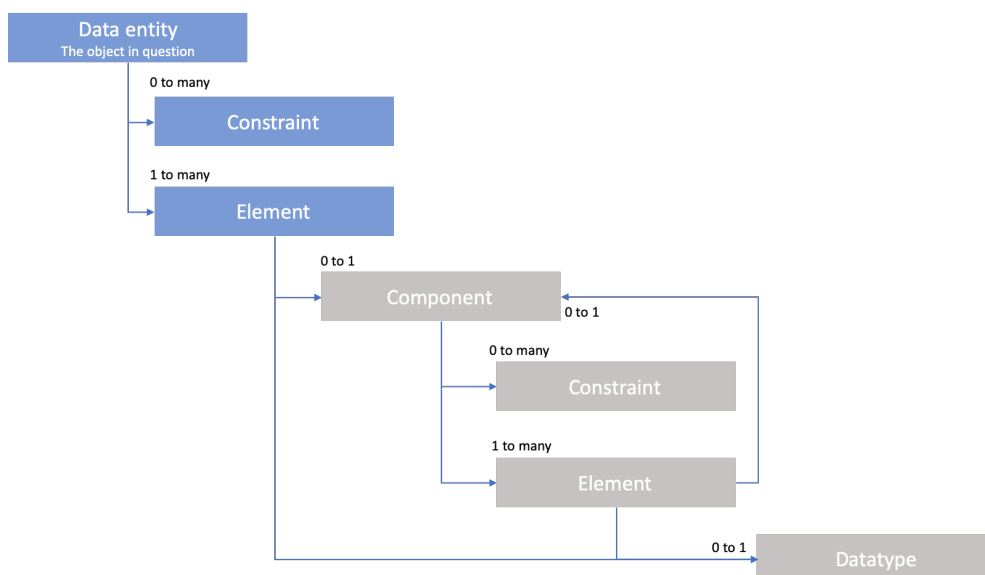 Data entity
The object in question
0 to many
Constraint
1 to many
Element
0 to 1
Component
0 to 1
0 to many
Constraint
1 to many
Element
0 to 1
Datatype